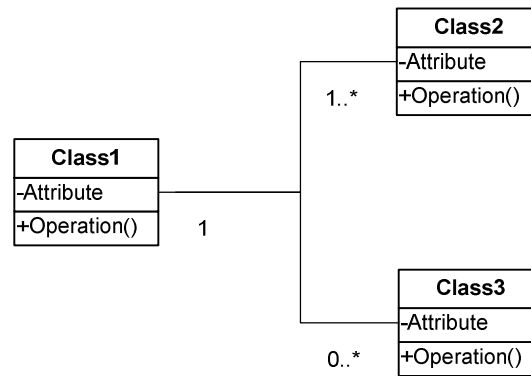 Class2
-Attribute
+Operation()
1..*
Class1
-Attribute
+Operation()
1
Class3
-Attribute
+Operation()
0..*